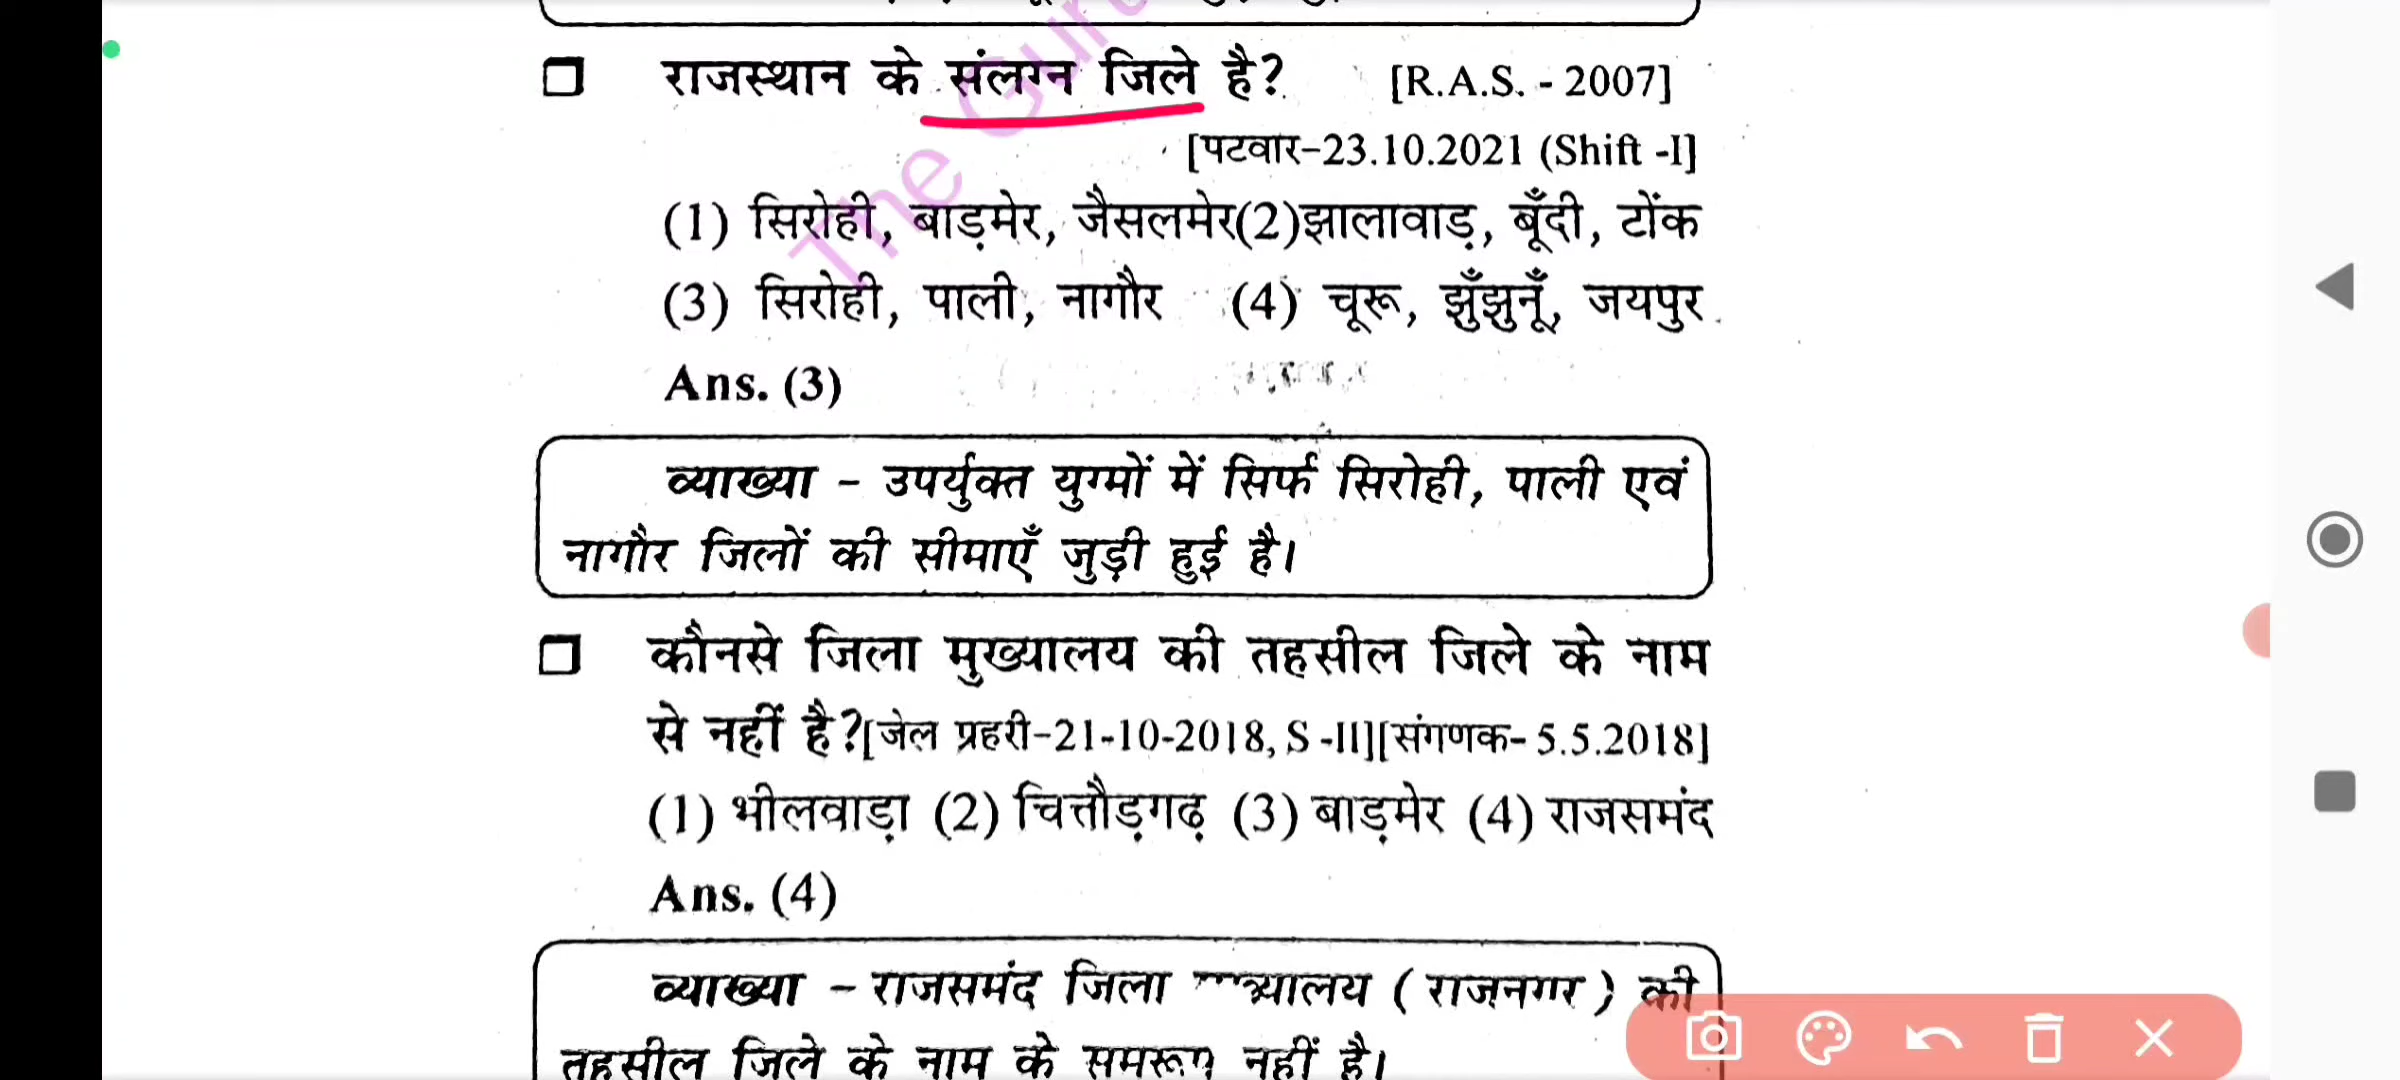 राजस्थान के संलग्न जिले है? [R.A.S. - 2007]
[पटवार-23.10.2021 (Shift -I]
(1) सिरोही, बाड़मेर, जैसलमेर(2)झालावाड़, बूँदी, टोंक
(3) सिरोही, पाली, नागौर (4) चूरू, झुँझुनूँ, जयपुर
Ans. (3)
व्याख्या - उपर्युक्त युग्मों में सिर्फ सिरोही, पाली एवं
नागौर जिलों की सीमाएँ जुड़ी हुई है।
कौनसे जिला मुख्यालय की तहसील जिले के नाम
से नहीं है?[जेल प्रहरी-21-10-2018, S -II][संगणक- 5.5.2018]
(1) भीलवाड़ा (2) चित्तौड़गढ़ (3) बाड़मेर (4) राजसमंद
Ans. (4)
व्याख्या - राजसमंद जिला (राजनगर) की
तहसील जिले के नाम के समरूप नहीं है।
The